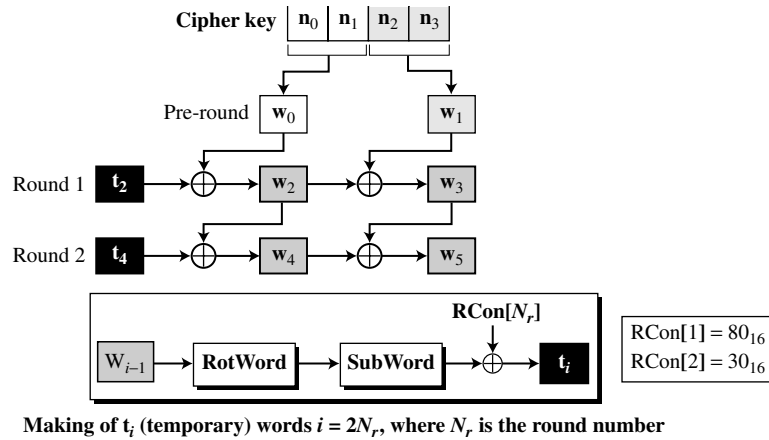 Cipher key n₀ n₁ n₂ n₃
Pre-round w₀ w₁
Round 1 t₂ w₂ w₃
Round 2 t₄ w₄ w₅
RCon[Nᵣ]
Wᵢ₋₁ RotWord SubWord tᵢ
RCon[1] = 80₁₆
RCon[2] = 30₁₆
Making of tᵢ (temporary) words i = 2Nᵣ, where Nᵣ is the round number